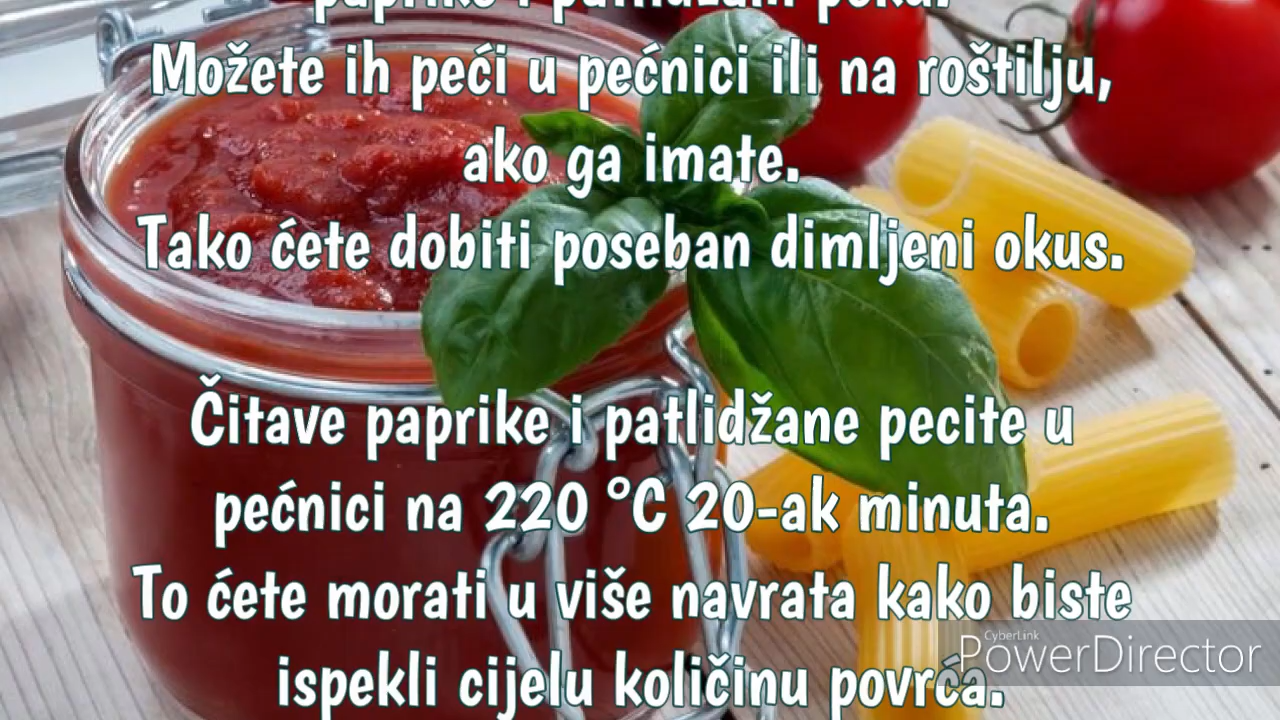 Možete ih peći u pećnici ili na roštilju,
ako ga imate.
Tako ćete dobiti poseban dimljeni okus.
Čitave paprike i patlidžane pecite u
pećnici na 220 °C 20-ak minuta.
To ćete morati u više navrata kako biste
ispekli cijelu količinu povrća.
CyberLink
PowerDirector